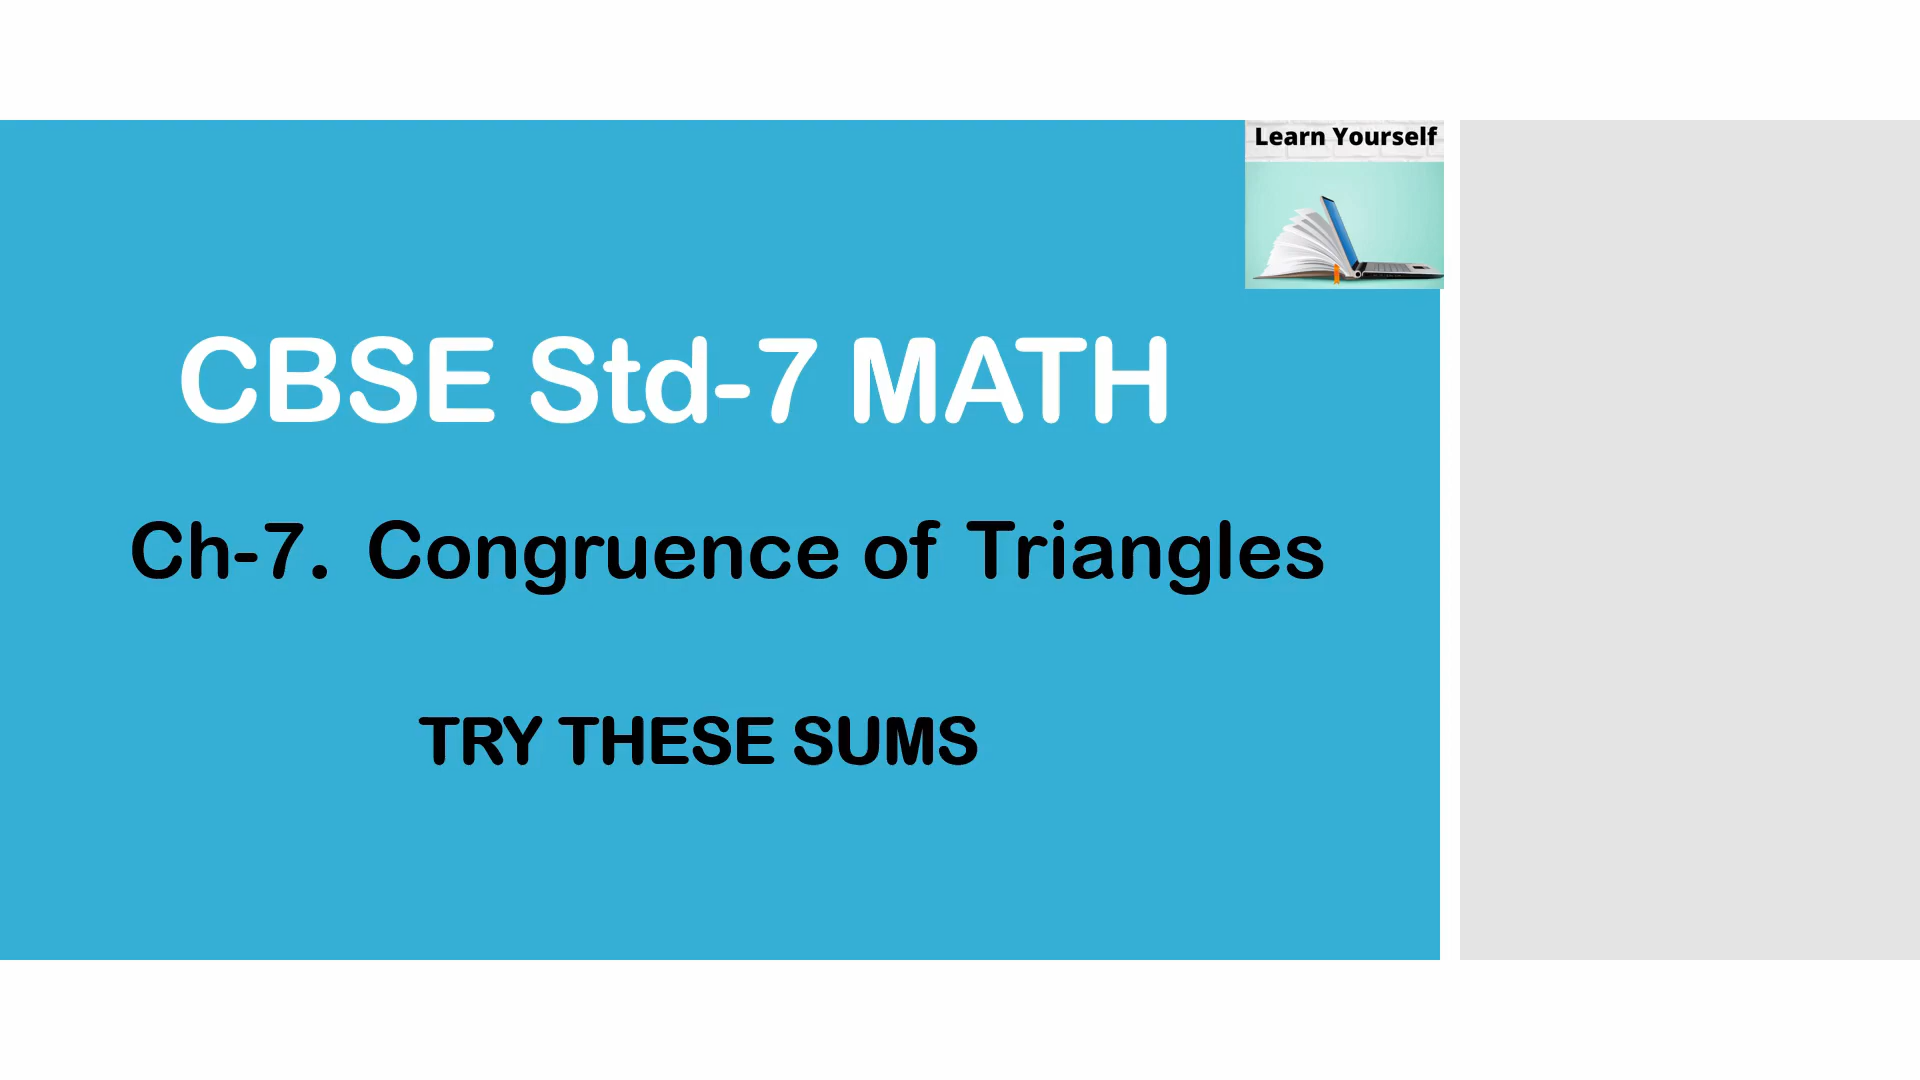 Learn Yourself
CBSE Std-7 MATH
Ch-7. Congruence of Triangles
TRY THESE SUMS